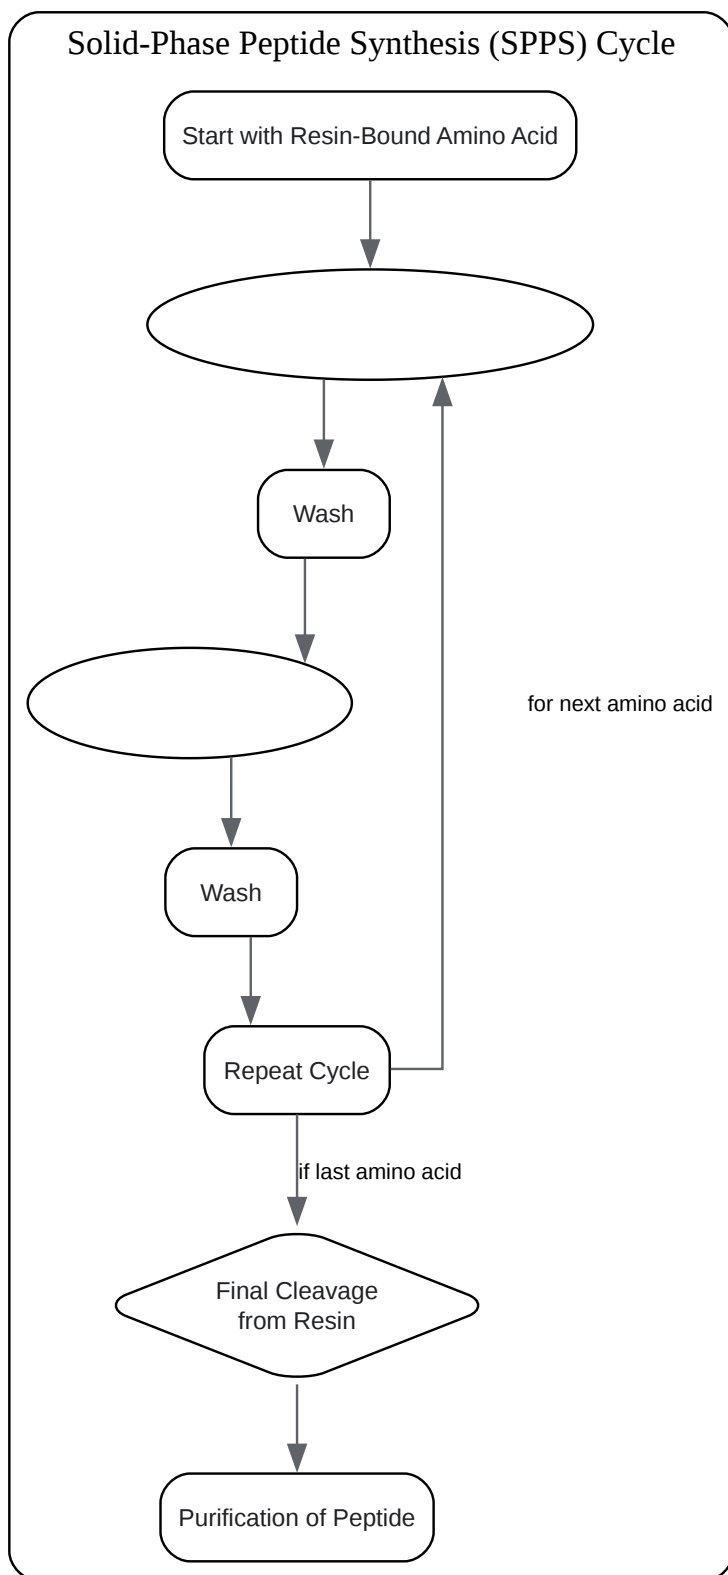 Solid-Phase Peptide Synthesis (SPPS) Cycle
Start with Resin-Bound Amino Acid
Wash
for next amino acid
Wash
Repeat Cycle
if last amino acid
Final Cleavage
from Resin
Purification of Peptide